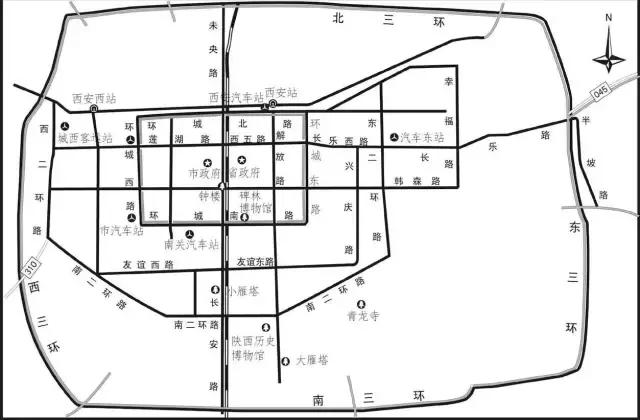 北三环
N
未央路
045
西安西站
西安汽车站
西安站
幸福路
城西客运站
西二环路
环城北路
环城西路
莲湖路
西五路
解放路
环城东路
长乐西路
东二环路
汽车东站
长乐路
半坡路
市政府
省政府
兴庆路
韩森路
钟楼
碑林
博物馆
市汽车站
环城南路
南关汽车站
友谊西路
友谊东路
310
西三环
南二环路
小雁塔
长安路
南二环路
南二环路
青龙寺
东三环
陕西历史
博物馆
大雁塔
南三环